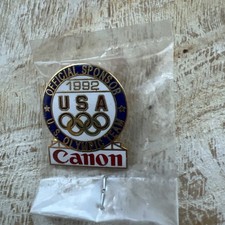 OFFICIAL SPONSOR
1992
USA
U.S. OLYMPIC TEAM
Canon